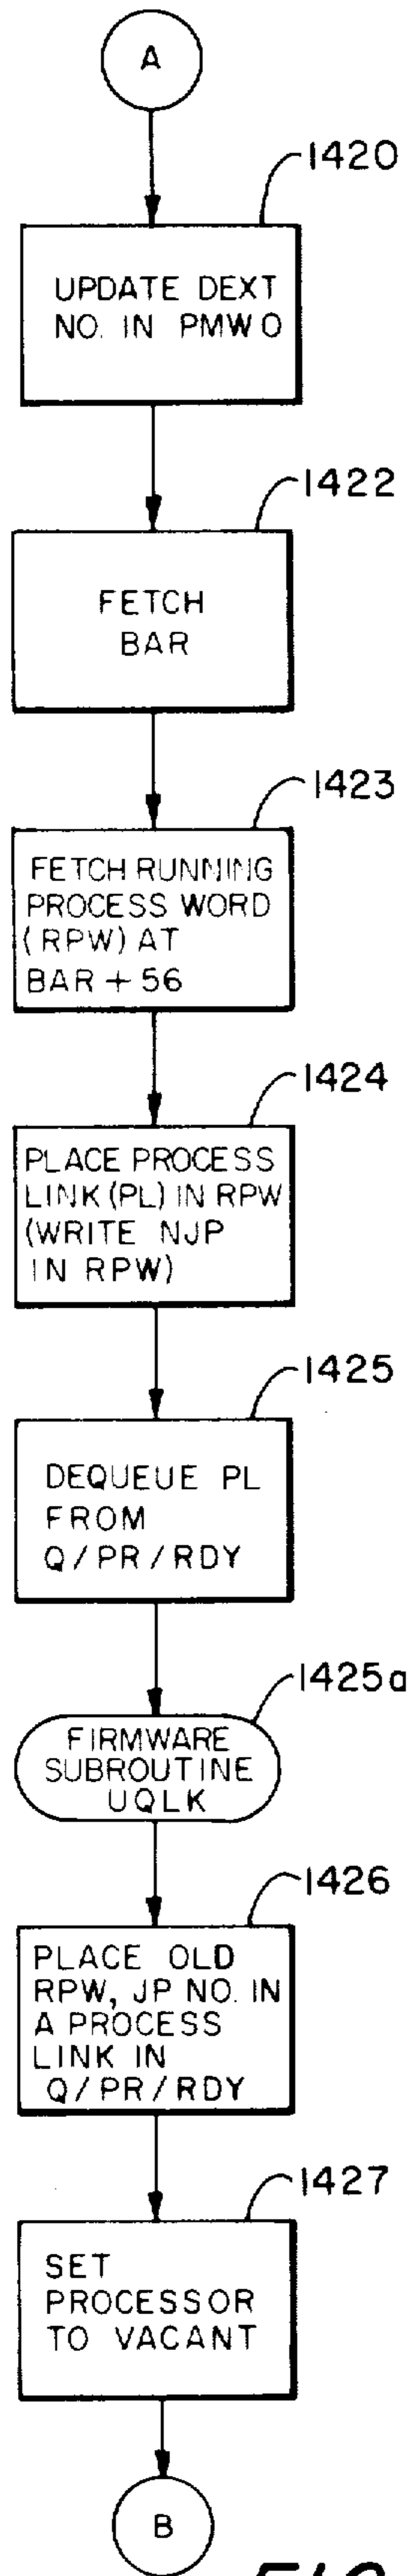 A
1420
UPDATE DEXT
NO. IN PMW 0
1422
FETCH
BAR
1423
FETCH RUNNING
PROCESS WORD
(RPW) AT
BAR + 56
1424
PLACE PROCESS
LINK (PL) IN RPW
(WRITE NJP
IN RPW)
1425
DEQUEUE PL
FROM
Q/PR/RDY
1425a
FIRMWARE
SUBROUTINE
UQLK
1426
PLACE OLD
RPW, JP NO. IN
A PROCESS
LINK IN
Q/PR/RDY
1427
SET
PROCESSOR
TO VACANT
B